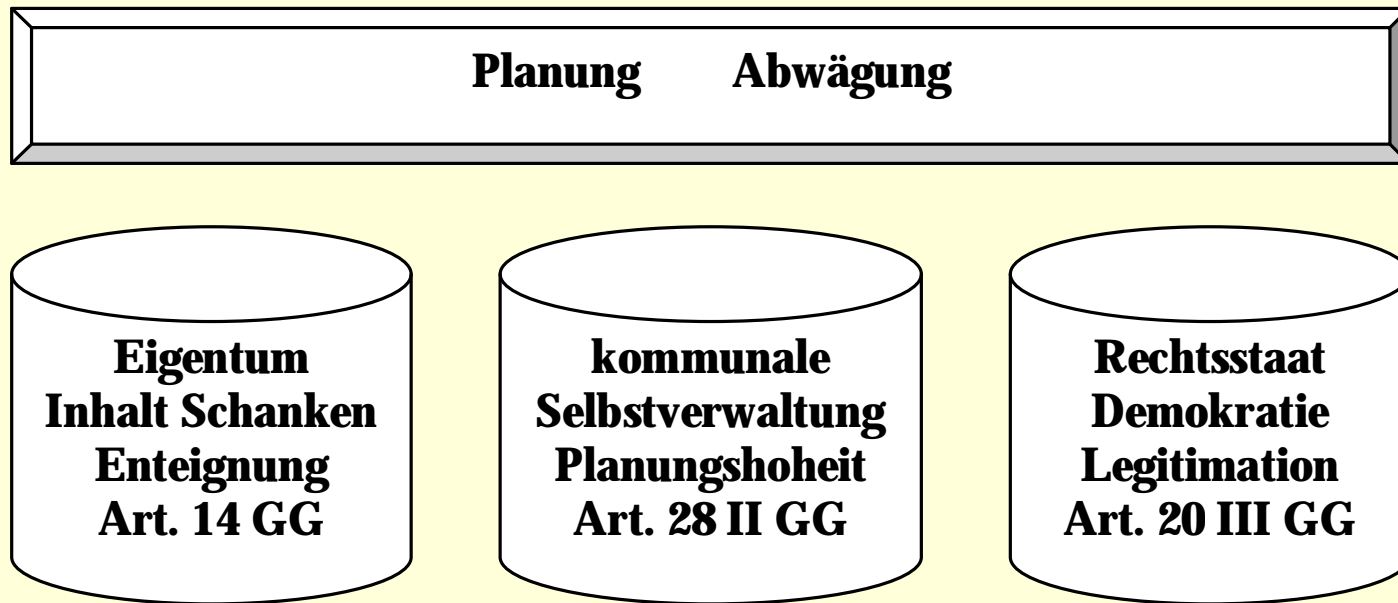 Planung Abwägung
Eigentum
Inhalt Schanken
Enteignung
Art. 14 GG
kommunale
Selbstverwaltung
Planungshoheit
Art. 28 II GG
Rechtsstaat
Demokratie
Legitimation
Art. 20 III GG